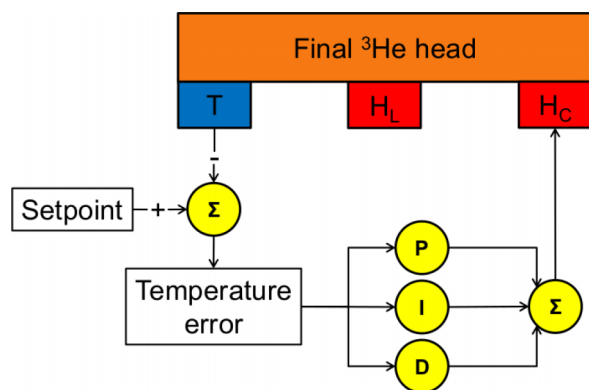 Final ³He head
T
H_L
H_C
-
Setpoint
+
Σ
P
Temperature
error
I
Σ
D